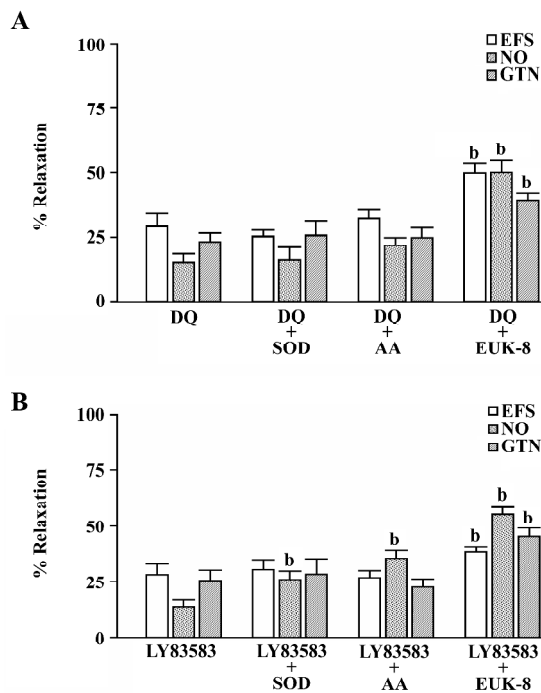 A
EFS
NO
GTN
100
75
50
25
0
% Relaxation
b b b
DQ
DQ
+
SOD
DQ
+
AA
DQ
+
EUK-8
B
EFS
NO
GTN
100
75
50
25
0
% Relaxation
b
b
b b b
LY83583
LY83583
+
SOD
LY83583
+
AA
LY83583
+
EUK-8